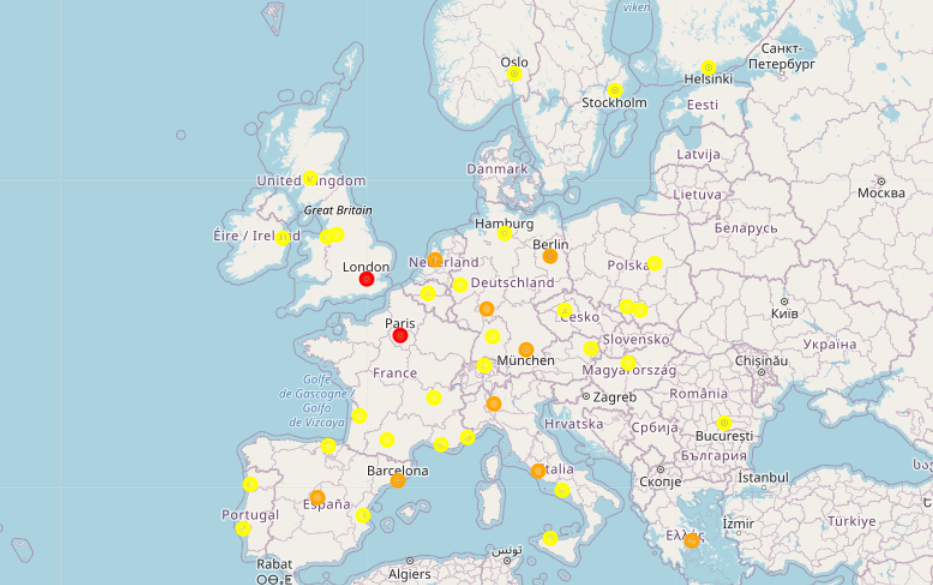 viken
Oslo
Санкт-
Петербург
Helsinki
Stockholm
Eesti
Danmark
Latvija
United Kingdom
Lietuva
Москва
Great Britain
Hamburg
Éire / Ireland
Беларусь
Berlin
Nederland
London
Polska
Deutschland
Київ
Česko
Paris
Slovensko
Україна
München
Chișinău
France
Magyarország
Golfe
de Gascogne /
Golfo
de Vizcaya
România
Zagreb
Hrvatska
Србија
București
България
Barcelona
Italia
Скопје
İstanbul
España
Portugal
Ελλάς
İzmir
Türkiye
تونس
Rabat
Algiers